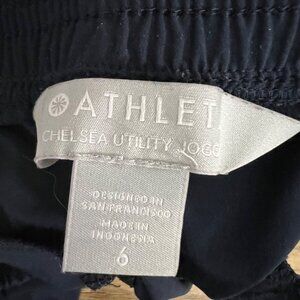 ATHLET
CHELSEA UTILITY JOGG
DESIGNED IN
SAN FRANCISCO
MADE IN
INDONESIA
6